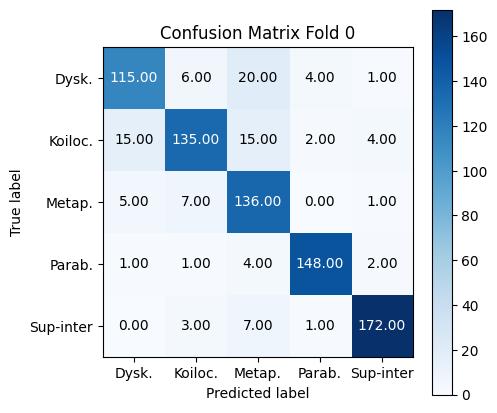 Confusion Matrix Fold 0
160
140
120
100
80
60
40
20
0
True label
Dysk. 115.00 6.00 20.00 4.00 1.00
Koiloc. 15.00 135.00 15.00 2.00 4.00
Metap. 5.00 7.00 136.00 0.00 1.00
Parab. 1.00 1.00 4.00 148.00 2.00
Sup-inter 0.00 3.00 7.00 1.00 172.00
Dysk. Koiloc. Metap. Parab. Sup-inter
Predicted label